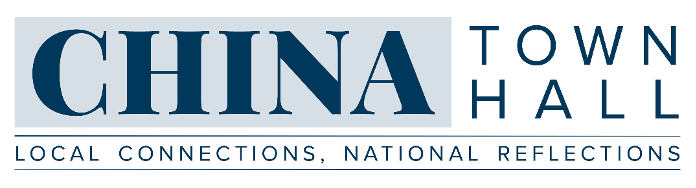 CHINA TOWN
HALL
LOCAL CONNECTIONS, NATIONAL REFLECTIONS